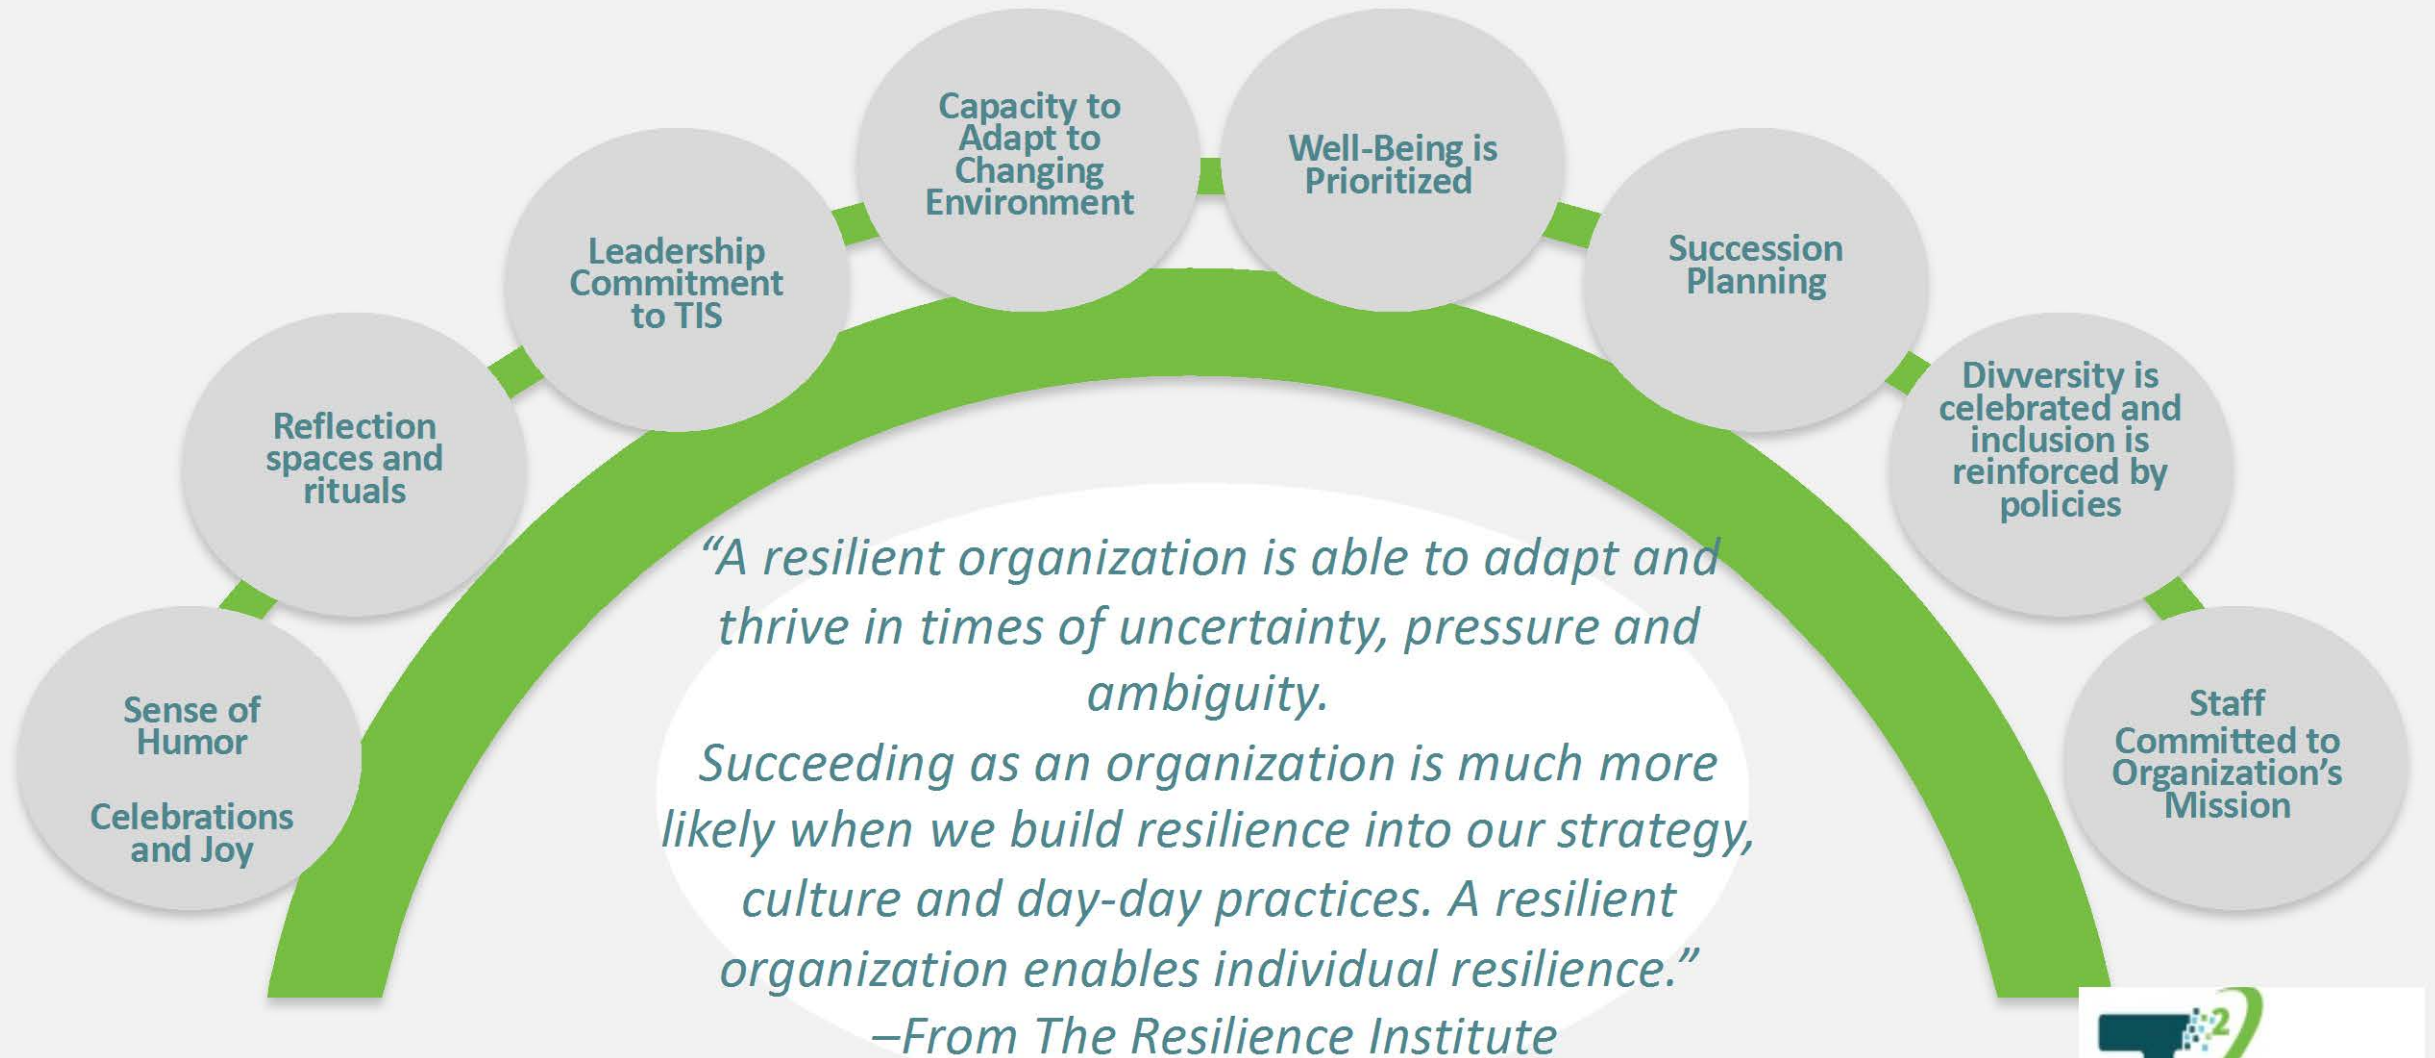 Capacity to
Adapt to
Changing
Environment
Well-Being is
Prioritized
Leadership
Commitment
to TIS
Succession
Planning
Reflection
spaces and
rituals
Divversity is
celebrated and
inclusion is
reinforced by
policies
Sense of
Humor
Celebrations
and Joy
Staff
Committed to
Organization’s
Mission
“A resilient organization is able to adapt and
thrive in times of uncertainty, pressure and
ambiguity.
Succeeding as an organization is much more
likely when we build resilience into our strategy,
culture and day-day practices. A resilient
organization enables individual resilience.”
–From The Resilience Institute
2